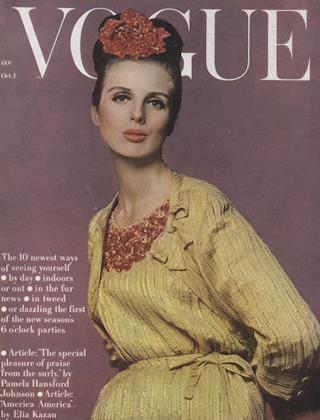 VOGUE
60¢
Oct.1
The 10 newest ways
of seeing yourself
● by day ● indoors
or out ● in the fur
news ● in tweed
● or dazzling the first
of the new season's
6 o'clock parties
● Article: "The special
pleasure of praise
from the surly," by
Pamela Hansford
Johnson ● Article:
"America America"
by Elia Kazan